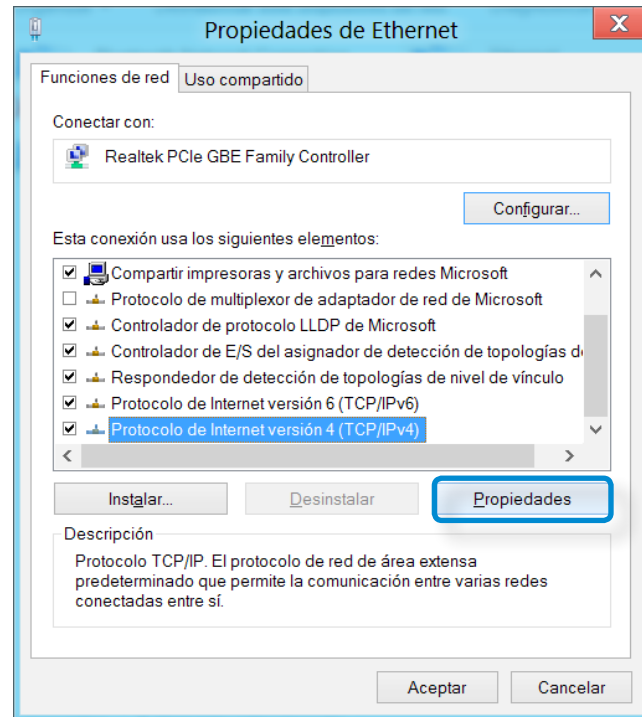 Propiedades de Ethernet
X
Funciones de red
Uso compartido
Conectar con:
Realtek PCIe GBE Family Controller
Configurar...
Esta conexión usa los siguientes elementos:
Compartir impresoras y archivos para redes Microsoft
Protocolo de multiplexor de adaptador de red de Microsoft
Controlador de protocolo LLDP de Microsoft
Controlador de E/S del asignador de detección de topologías de
Respondedor de detección de topologías de nivel de vínculo
Protocolo de Internet versión 6 (TCP/IPv6)
Protocolo de Internet versión 4 (TCP/IPv4)
Instalar...
Desinstalar
Propiedades
Descripción
Protocolo TCP/IP. El protocolo de red de área extensa
predeterminado que permite la comunicación entre varias redes
conectadas entre sí.
Aceptar
Cancelar